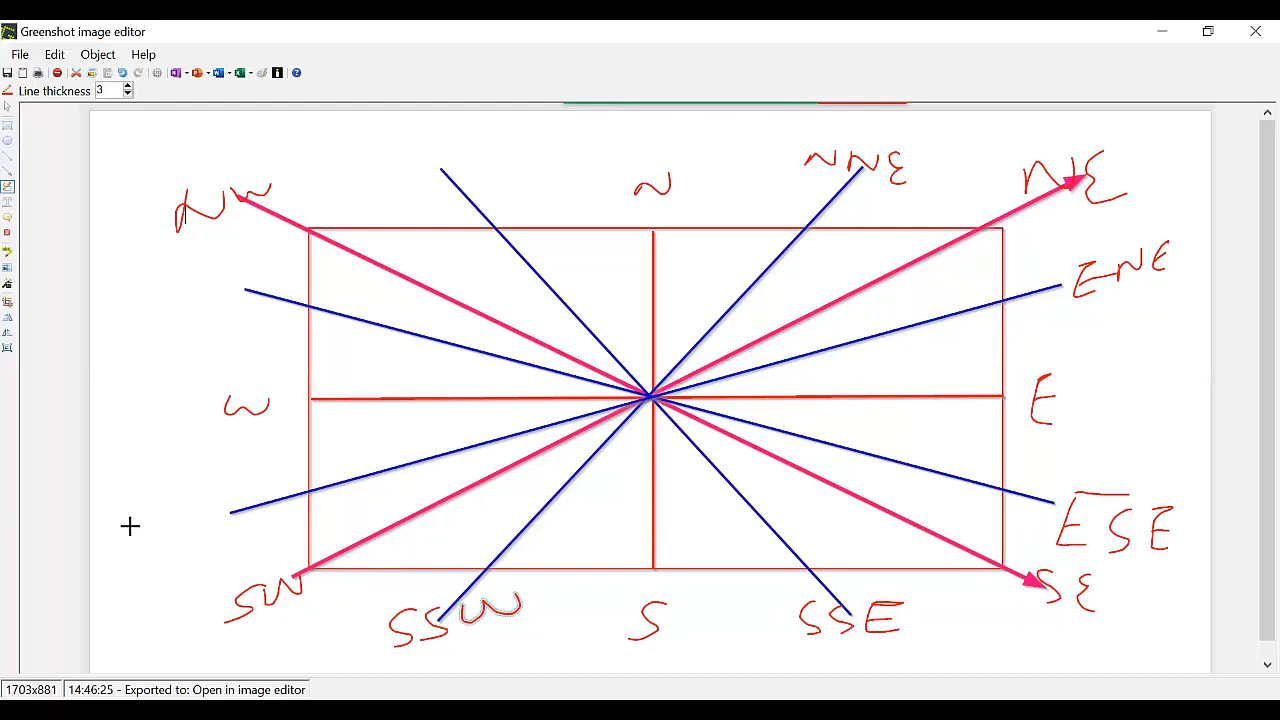 Greenshot image editor
File Edit Object Help
Line thickness 3
N
NNE
NE
NW
ENE
W
E
ESE
SW
SE
SSW
S
SSE
1703x881 14:46:25 - Exported to: Open in image editor